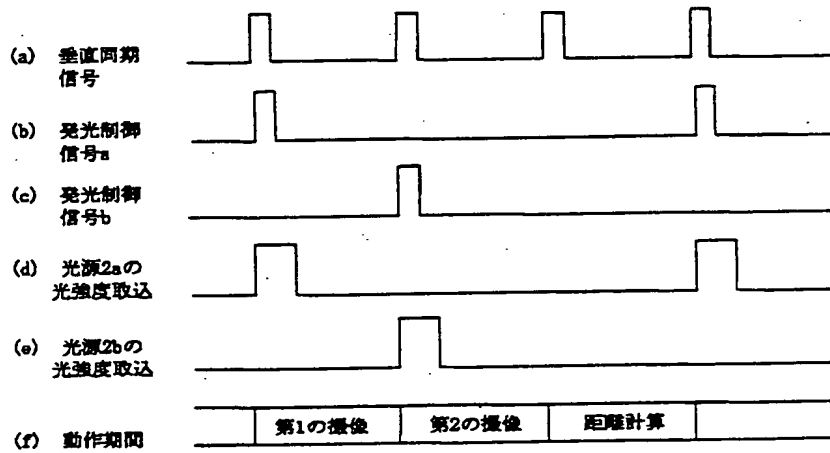 (a) 垂直同期
信号
(b) 発光制御
信号a
(c) 発光制御
信号b
(d) 光源2aの
光強度取込
(e) 光源2bの
光強度取込
(f) 動作期間
第1の撮像 第2の撮像 距離計算